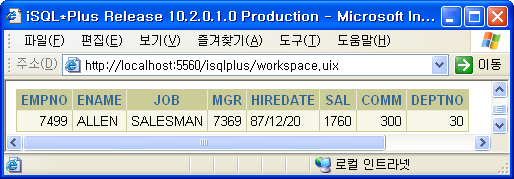 iSQL*Plus Release 10.2.0.1.0 Production - Microsoft In...
파일(F) 편집(E) 보기(V) 즐겨찾기(A) 도구(T) 도움말(H)
주소(D) http://localhost:5560/isqlplus/workspace.uix 이동
EMPNO ENAME JOB MGR HIREDATE SAL COMM DEPTNO
7499 ALLEN SALESMAN 7369 87/12/20 1760 300 30
로컬 인트라넷